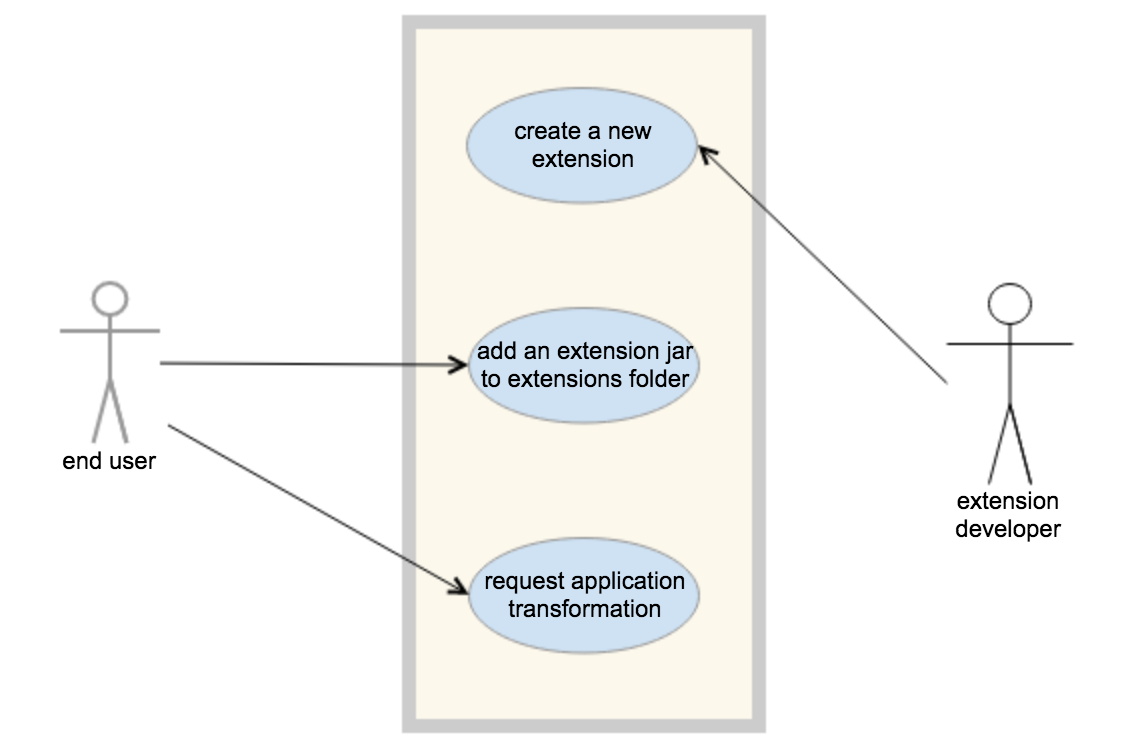 create a new
extension
add an extension jar
to extensions folder
end user
extension
developer
request application
transformation